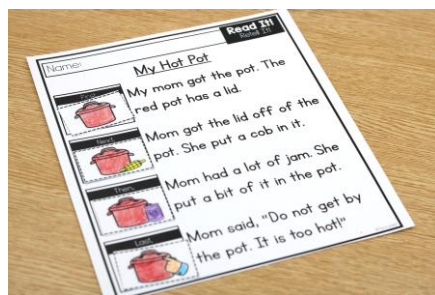 Read It!
Retell It!
Name:
My Hot Pot
First,
My mom got the pot. The
red pot has a lid.
Next,
Mom got the lid off of the
pot. She put a cob in it.
Then,
Mom had a lot of jam. She
put a bit of it in the pot.
Last,
Mom said, "Do not get by
the pot. It is too hot!"